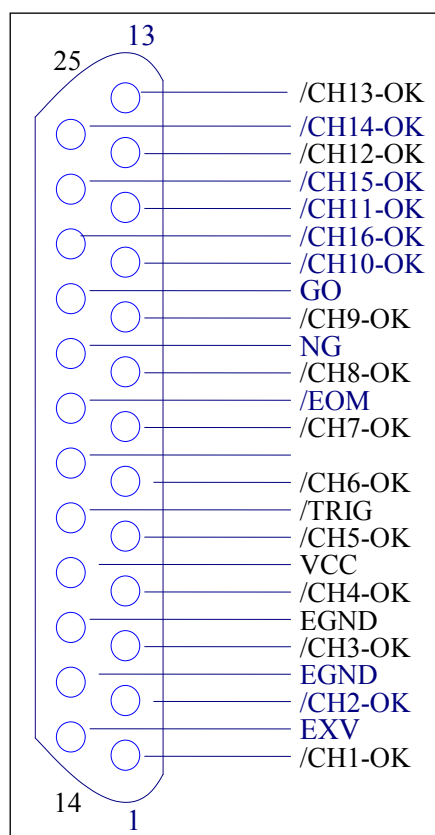 13
25
/CH13-OK
/CH14-OK
/CH12-OK
/CH15-OK
/CH11-OK
/CH16-OK
/CH10-OK
GO
/CH9-OK
NG
/CH8-OK
/EOM
/CH7-OK
/CH6-OK
/TRIG
/CH5-OK
VCC
/CH4-OK
EGND
/CH3-OK
EGND
/CH2-OK
EXV
/CH1-OK
14
1